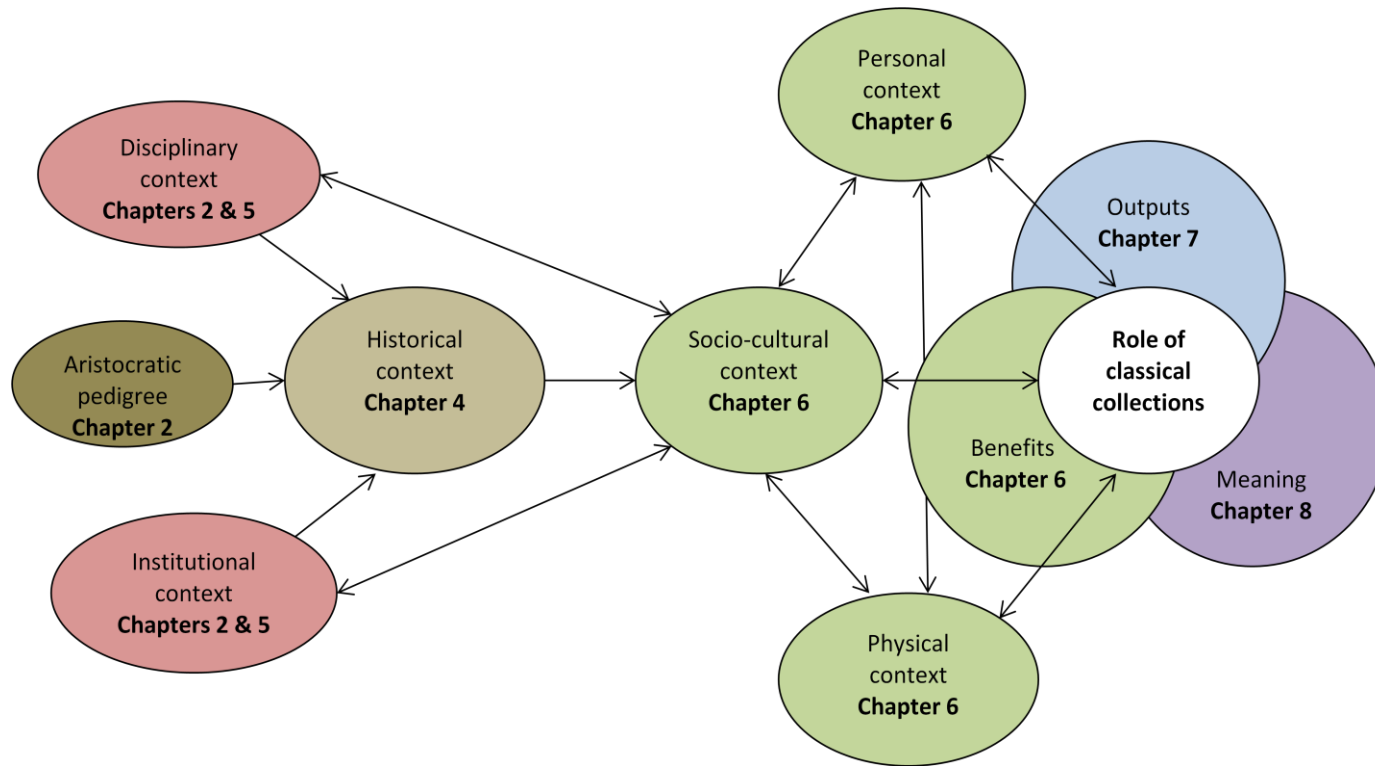 Personal
context
Chapter 6
Disciplinary
context
Chapters 2 & 5
Outputs
Chapter 7
Aristocratic
pedigree
Chapter 2
Historical
context
Chapter 4
Socio-cultural
context
Chapter 6
Role of
classical
collections
Benefits
Chapter 6
Meaning
Chapter 8
Institutional
context
Chapters 2 & 5
Physical
context
Chapter 6